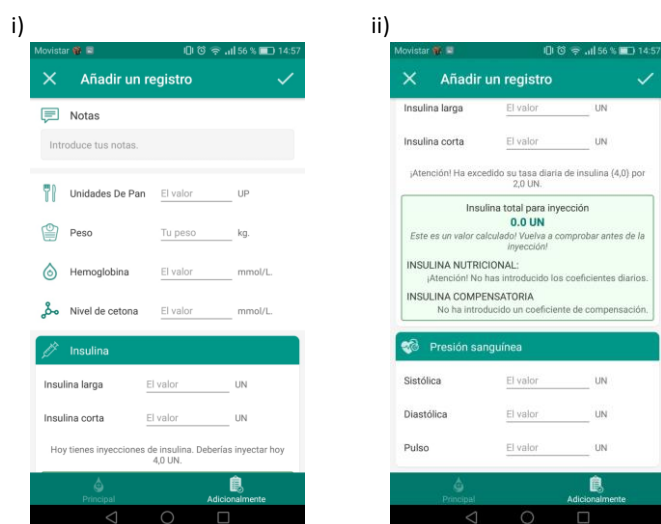 i)
Movistar 56 % 14:57
Añadir un registro
Notas
Introduce tus notas.
Unidades De Pan El valor UP
Peso Tu peso kg.
Hemoglobina El valor mmol/L.
Nivel de cetona El valor mmol/L.
Insulina
Insulina larga El valor UN
Insulina corta El valor UN
Hoy tienes inyecciones de insulina. Deberías inyectar hoy
4,0 UN.
Principal Adicionalmente
ii)
Movistar 56 % 14:57
Añadir un registro
Insulina larga El valor UN
Insulina corta El valor UN
¡Atención! Ha excedido su tasa diaria de insulina (4,0) por
2,0 UN.
Insulina total para inyección
0.0 UN
Este es un valor calculado! Vuelva a comprobar antes de la
inyección!
INSULINA NUTRICIONAL:
¡Atención! No has introducido los coeficientes diarios.
INSULINA COMPENSATORIA
No ha introducido un coeficiente de compensación.
Presión sanguínea
Sistólica El valor UN
Diastólica El valor UN
Pulso El valor UN
Principal Adicionalmente